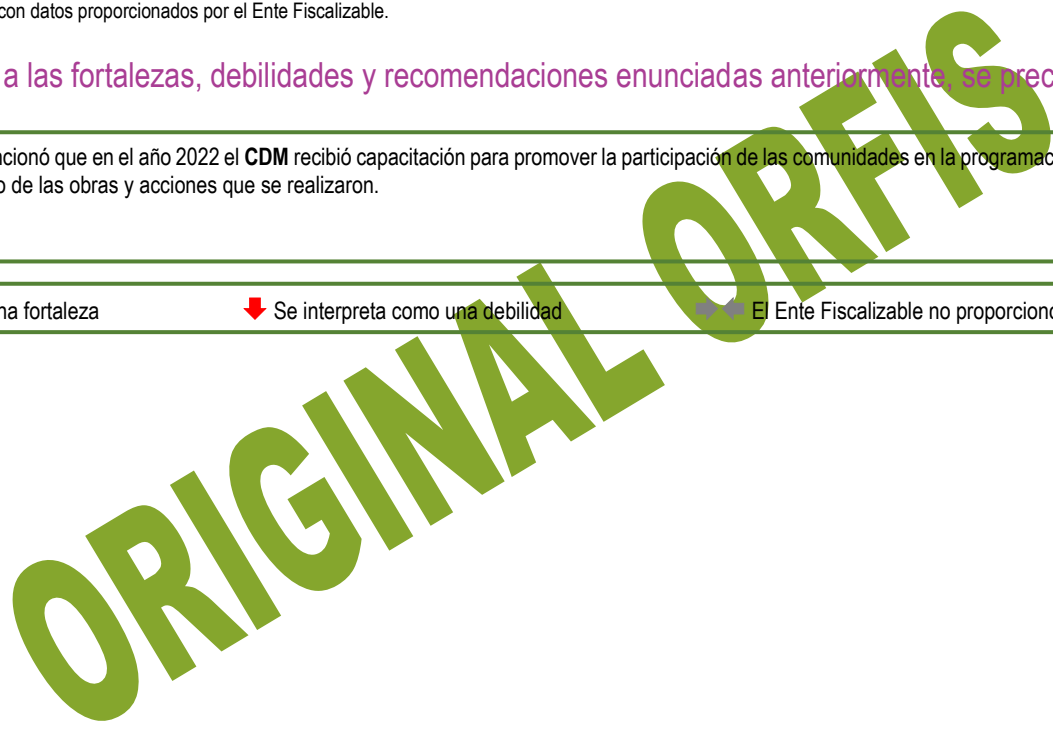 con datos proporcionados por el Ente Fiscalizable.
a las fortalezas, debilidades y recomendaciones enunciadas anteriormente, se prec
cionó que en el año 2022 el CDM recibió capacitación para promover la participación de las comunidades en la programac
o de las obras y acciones que se realizaron.
na fortaleza Se interpreta como una debilidad El Ente Fiscalizable no proporcionó
ORIGINAL ORFIS